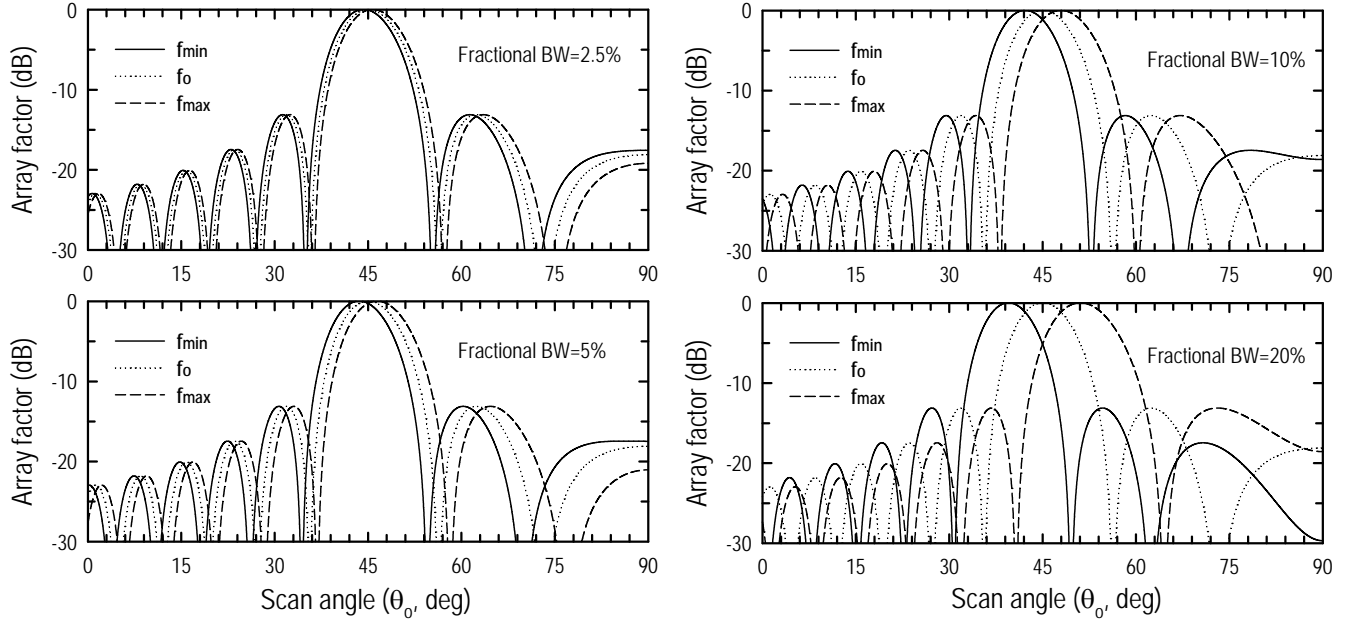 0
-10
-20
-30
Array factor (dB)
fmin
fo
fmax
Fractional BW=2.5%
0 15 30 45 60 75 90
0
-10
-20
-30
Array factor (dB)
fmin
fo
fmax
Fractional BW=10%
0 15 30 45 60 75 90
0
-10
-20
-30
Array factor (dB)
fmin
fo
fmax
Fractional BW=5%
0 15 30 45 60 75 90
Scan angle (θo, deg)
0
-10
-20
-30
Array factor (dB)
fmin
fo
fmax
Fractional BW=20%
0 15 30 45 60 75 90
Scan angle (θo, deg)